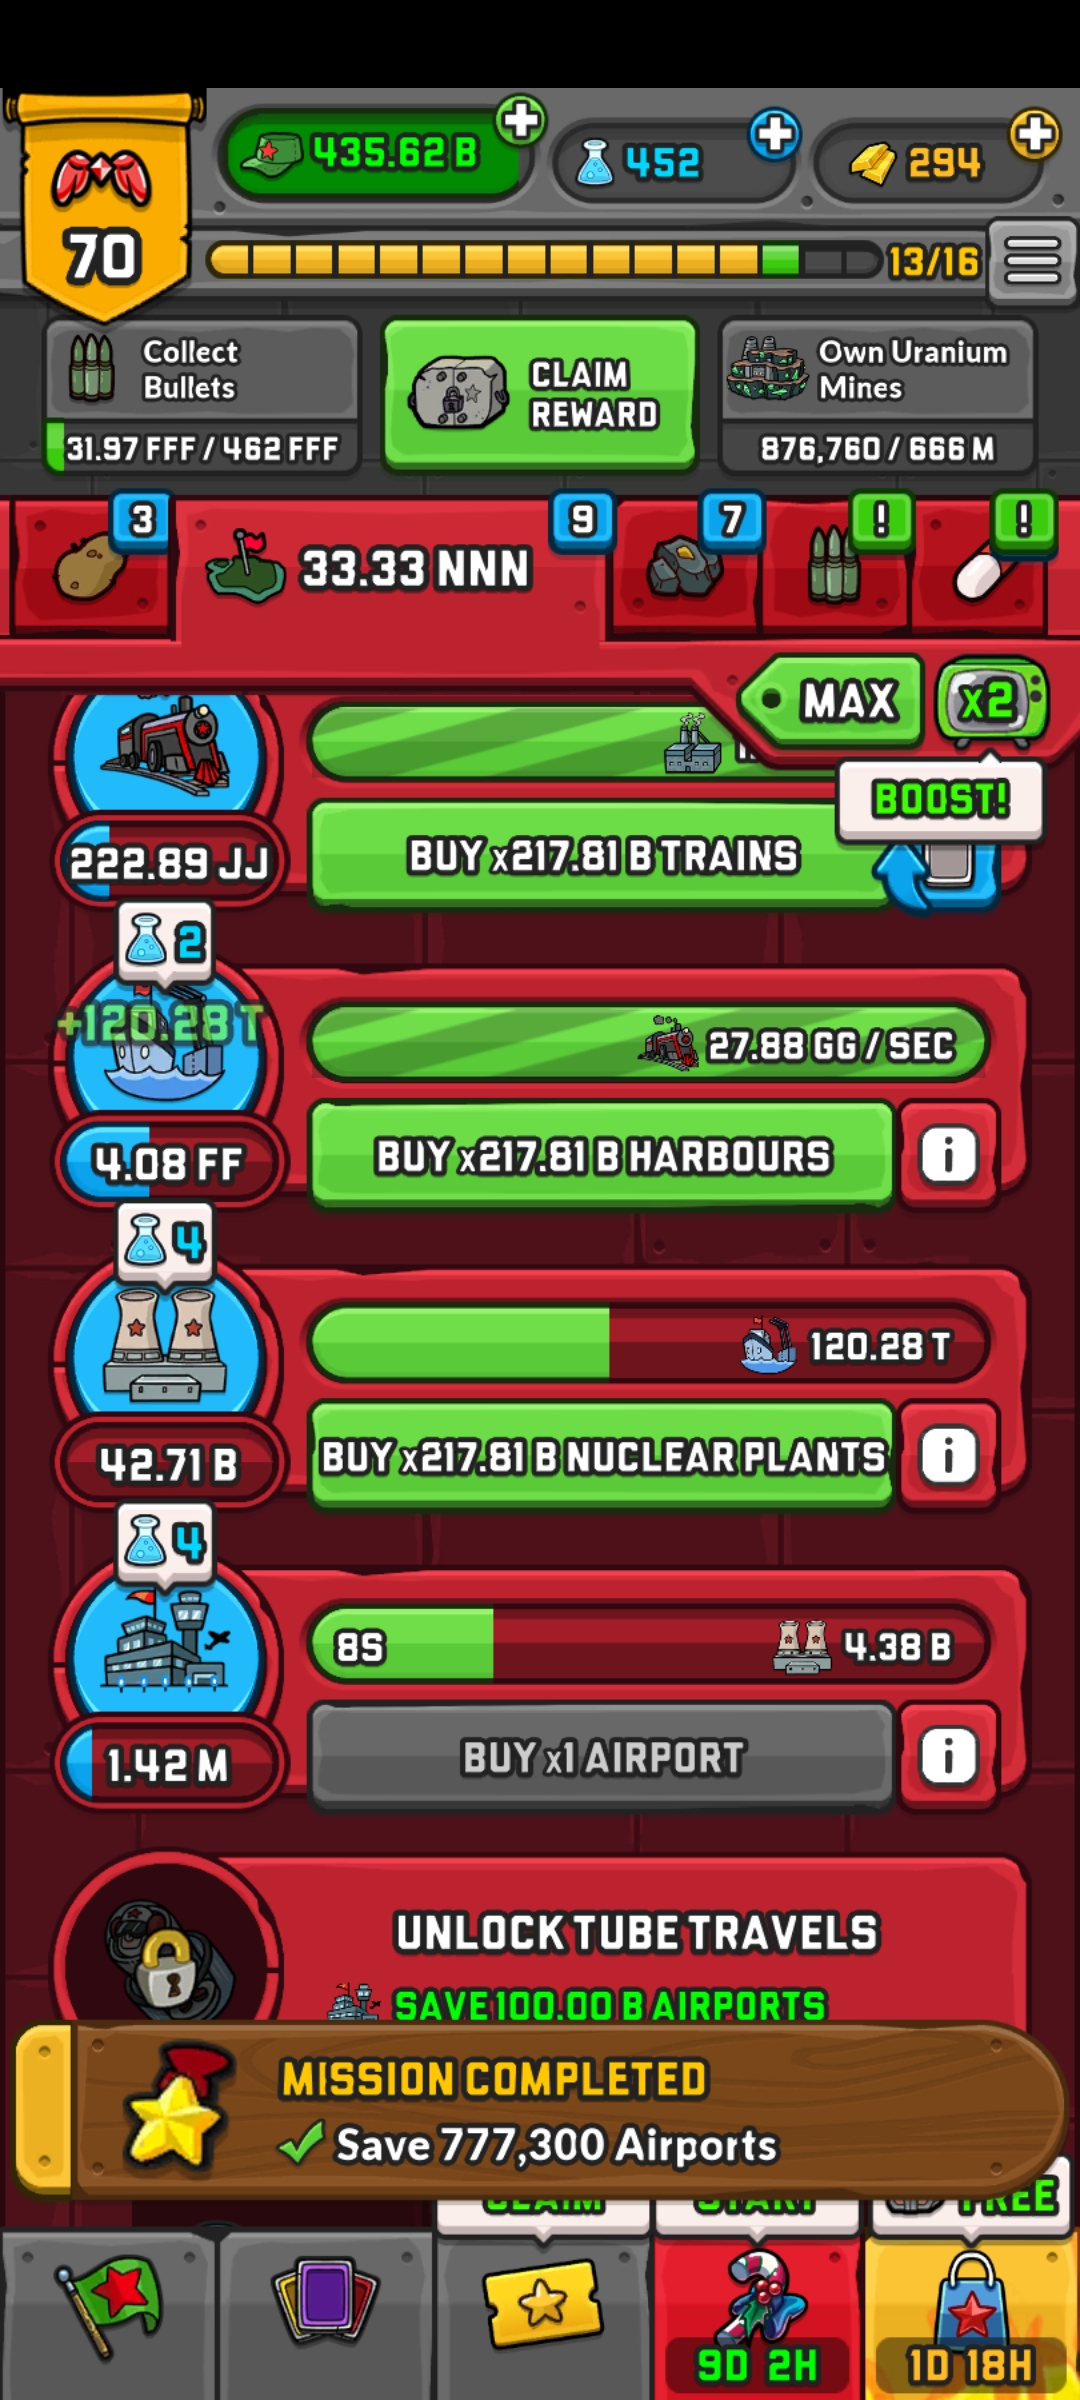 435.62 B
452
294
70
13/16
Collect
Bullets
31.97 FFF / 462 FFF
CLAIM
REWARD
Own Uranium
Mines
876,760 / 666 M
3
33.33 NNN
9
7
!
!
MAX
x2
BOOST!
222.89 JJ
BUY x217.81 B TRAINS
2
+120.28 T
27.88 GG / SEC
4.08 FF
BUY x217.81 B HARBOURS
i
4
120.28 T
42.71 B
BUY x217.81 B NUCLEAR PLANTS
i
4
8S
4.38 B
1.42 M
BUY x1 AIRPORT
i
UNLOCK TUBE TRAVELS
SAVE 100.00 B AIRPORTS
MISSION COMPLETED
Save 777,300 Airports
CLAIM
START
FREE
9D 2H
1D 18H